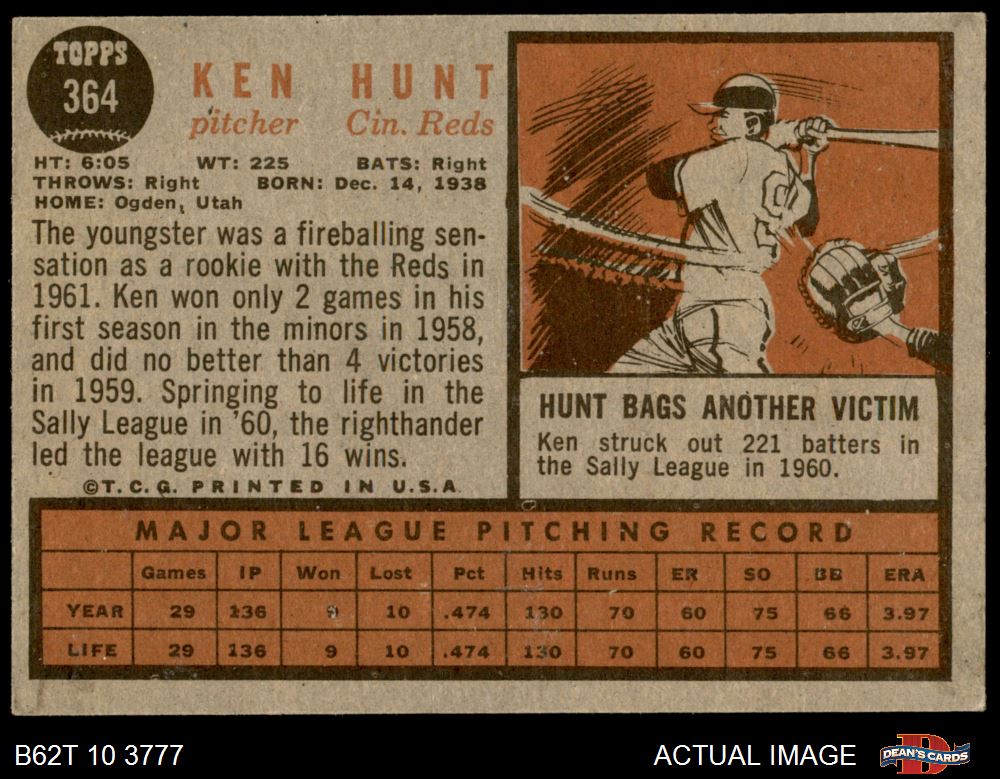 TOPPS
364
KEN HUNT
pitcher Cin. Reds
HT: 6:05 WT: 225 BATS: Right
THROWS: Right BORN: Dec. 14, 1938
HOME: Ogden, Utah
The youngster was a fireballing sen-
sation as a rookie with the Reds in
1961. Ken won only 2 games in his
first season in the minors in 1958,
and did no better than 4 victories
in 1959. Springing to life in the
Sally League in '60, the righthander
led the league with 16 wins.
©T.C.G. PRINTED IN U.S.A.
HUNT BAGS ANOTHER VICTIM
Ken struck out 221 batters in
the Sally League in 1960.
MAJOR LEAGUE PITCHING RECORD
Games IP Won Lost Pct Hits Runs ER SO BB ERA
YEAR 29 136 9 10 .474 130 70 60 75 66 3.97
LIFE 29 136 9 10 .474 130 70 60 75 66 3.97
B62T 10 3777 ACTUAL IMAGE DEAN'S CARDS